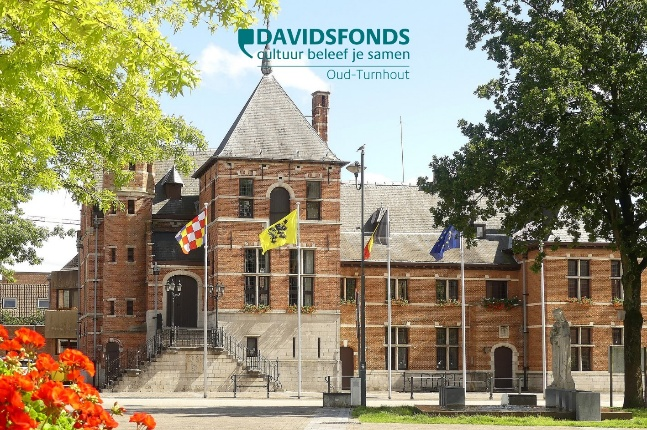 DAVIDSFONDS
cultuur beleef je samen
Oud-Turnhout